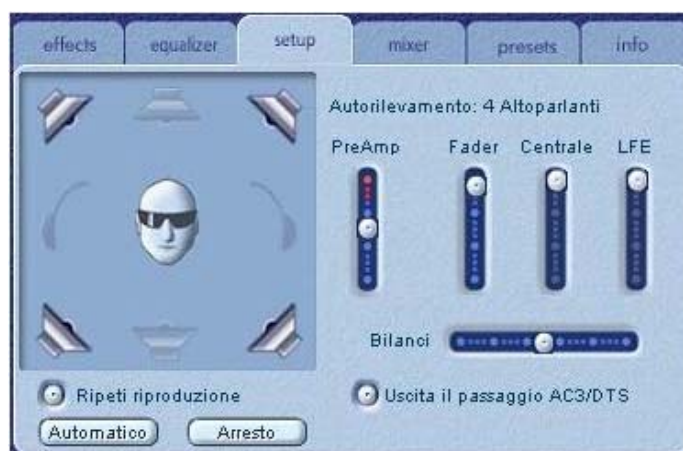 effects equalizer setup mixer presets info
Autorilevamento: 4 Altoparlanti
PreAmp Fader Centrale LFE
Bilanci
Ripeti riproduzione
Uscita il passaggio AC3/DTS
Automatico Arresto